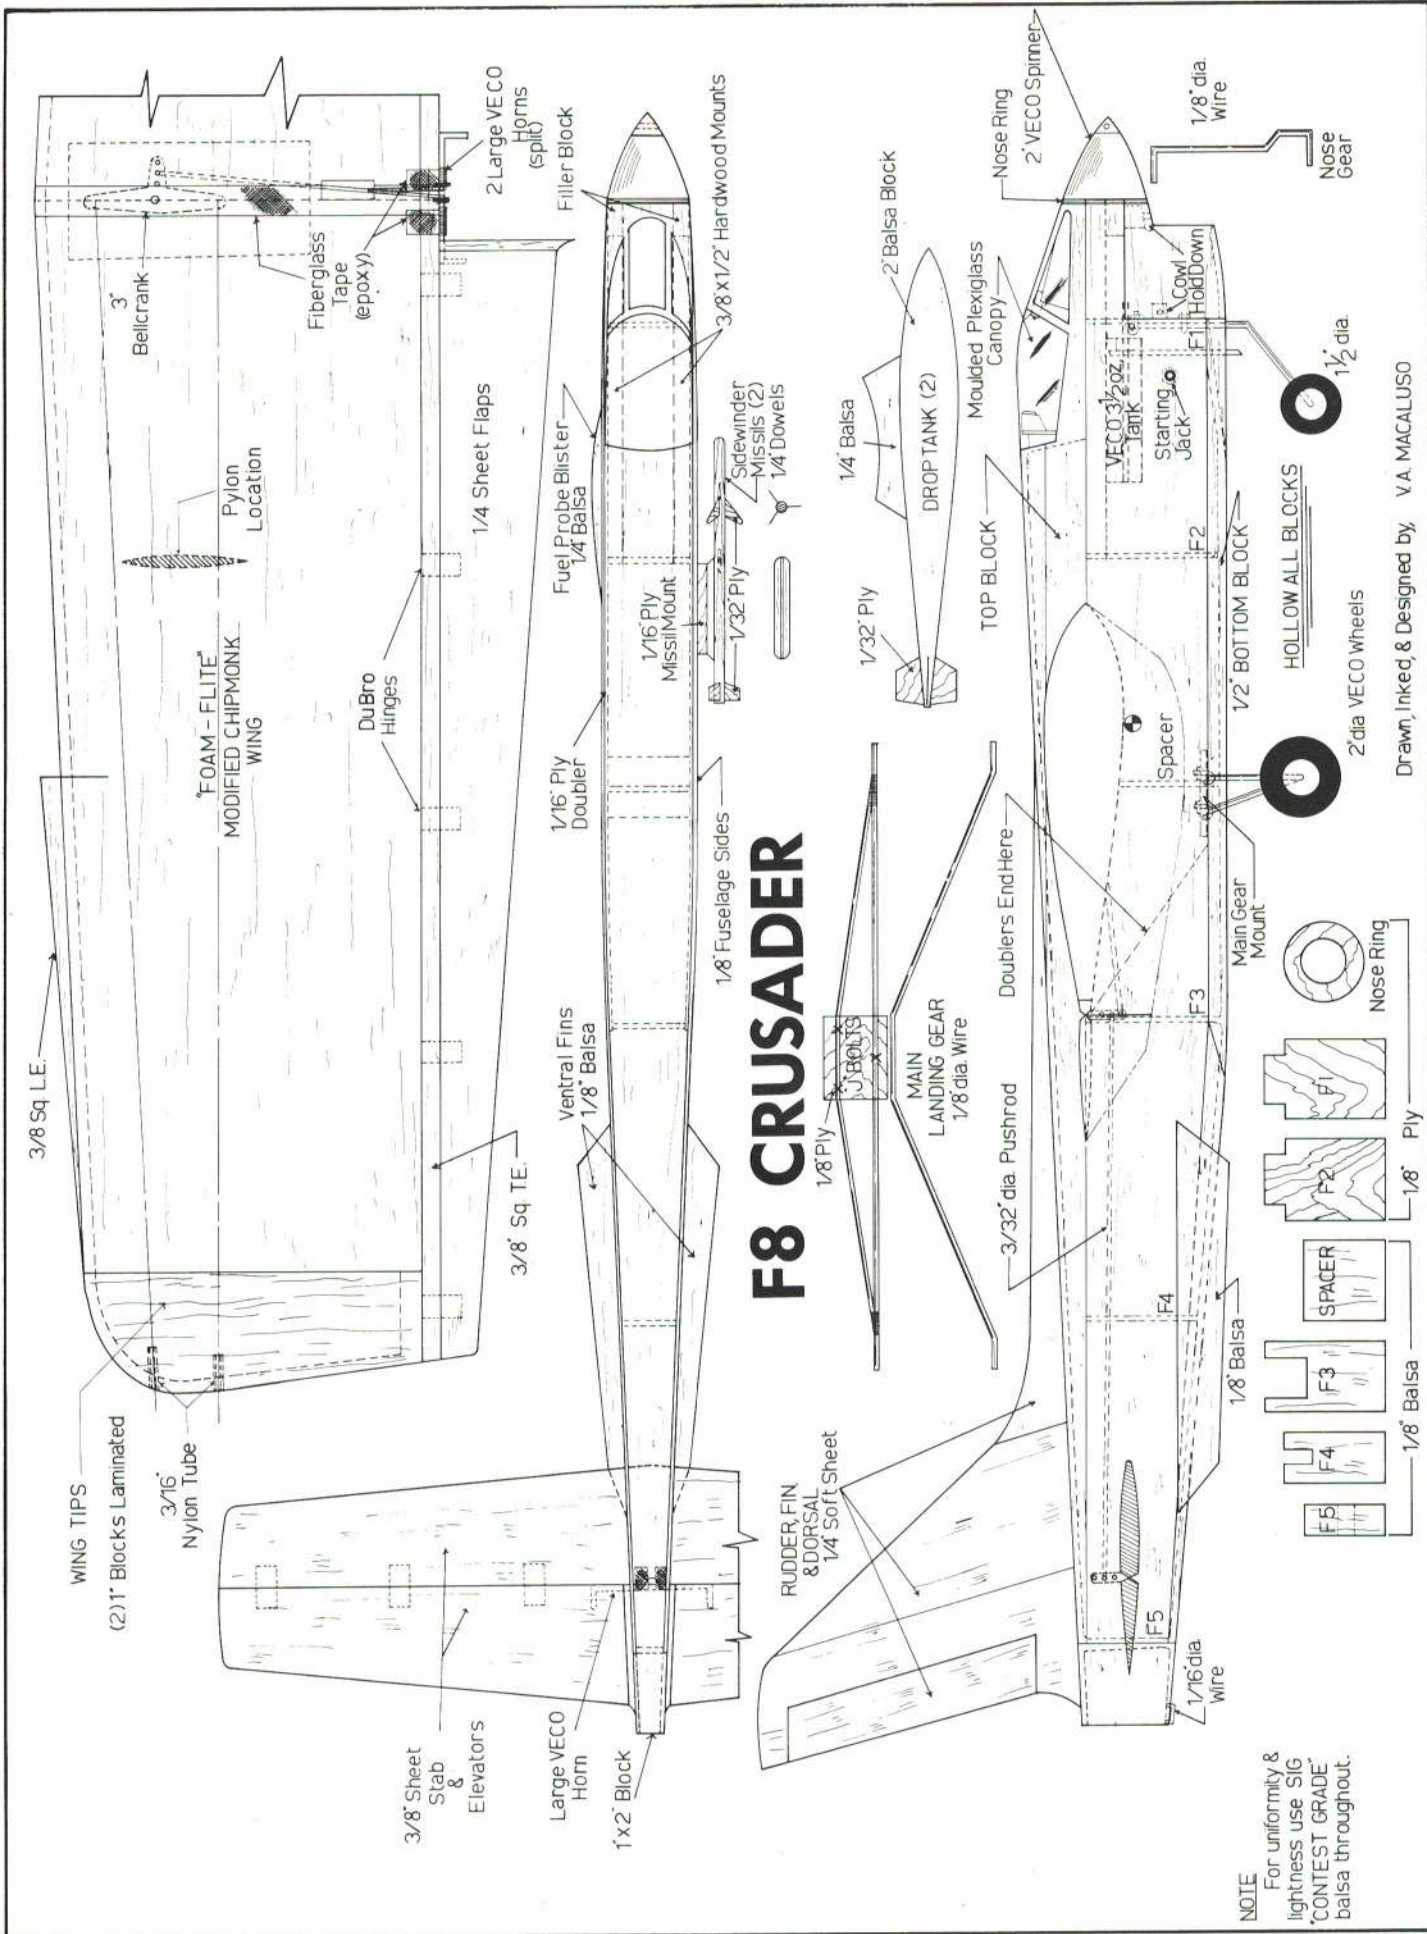 3/8 Sq. L.E.
WING TIPS
(2) 1" Blocks Laminated
3/16"
Nylon Tube
"FOAM-FLITE"
MODIFIED CHIPMONK
WING
Pylon
Location
3"
Bellcrank
Fiberglass
Tape
(epoxy)
2 Large VECO
Horns
(split)
DuBro
Hinges
1/4 Sheet Flaps
3/8" Sq. T.E.
3/8" Sheet
Stab
&
Elevators
Large VECO
Horn
1"x2" Block
Ventral Fins
1/8" Balsa
1/16" Ply
Doubler
1/8" Fuselage Sides
Fuel Probe Blister
1/4" Balsa
Filler Block
3/8"x1/2" Hardwood Mounts
1/16" Ply
Missil Mount
1/32" Ply
Sidewinder
Missils (2)
1/4" Dowels
F8 CRUSADER
1/8" Ply
"J" BOLTS
MAIN
LANDING GEAR
1/8" dia. Wire
1/32" Ply
1/4" Balsa
DROPTANK (2)
2" Balsa Block
RUDDER, FIN,
& DORSAL
1/4" Soft Sheet
3/32" dia. Pushrod
Doublers End Here
TOP BLOCK
Moulded Plexiglass
Canopy
Nose Ring
2" VECO Spinner
VECO 3 1/2 oz.
Tank
Starting
Jack
Cowl
Hold Down
F1
F2
F3
F4
F5
Spacer
1/16" dia.
Wire
1/8" Balsa
Main Gear
Mount
1/2" BOTTOM BLOCK
HOLLOW ALL BLOCKS
2" dia VECO Wheels
1 1/2" dia.
1/8" dia.
Wire
Nose
Gear
F5
F4
F3
SPACER
F2
F1
Nose Ring
1/8" Balsa
1/8" Ply
NOTE
For uniformity &
lightness use SIG
"CONTEST GRADE"
balsa throughout.
Drawn, Inked, & Designed by, V.A. MACALUSO